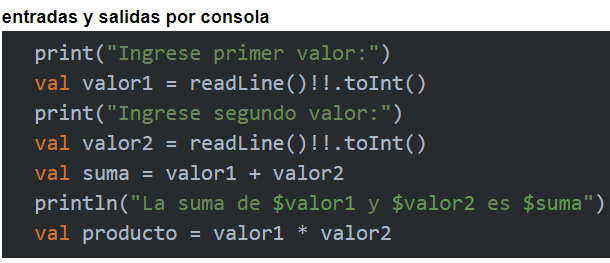 entradas y salidas por consola
print("Ingrese primer valor:")
val valor1 = readLine()!!.toInt()
print("Ingrese segundo valor:")
val valor2 = readLine()!!.toInt()
val suma = valor1 + valor2
println("La suma de $valor1 y $valor2 es $suma")
val producto = valor1 * valor2